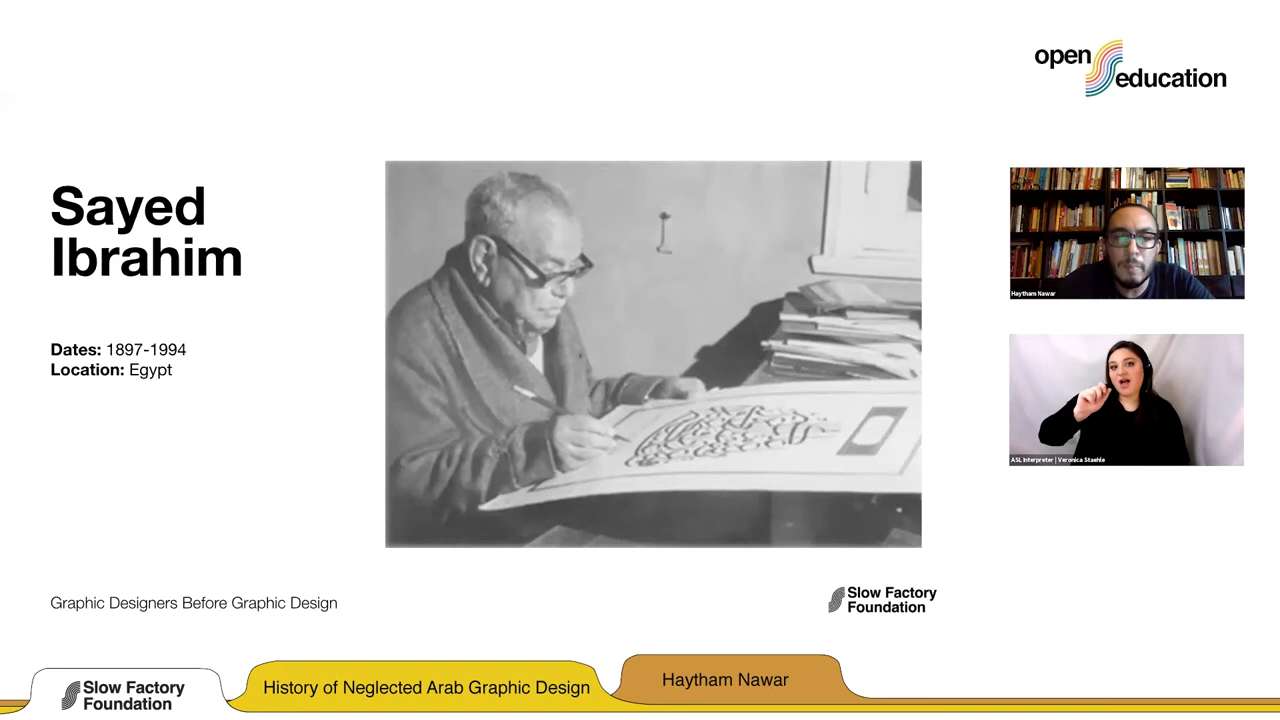 open
education
Sayed
Ibrahim
Dates: 1897-1994
Location: Egypt
Haytham Nawar
ASL Interpreter | Veronica Staehle
Graphic Designers Before Graphic Design
Slow Factory
Foundation
Slow Factory
Foundation
History of Neglected Arab Graphic Design
Haytham Nawar